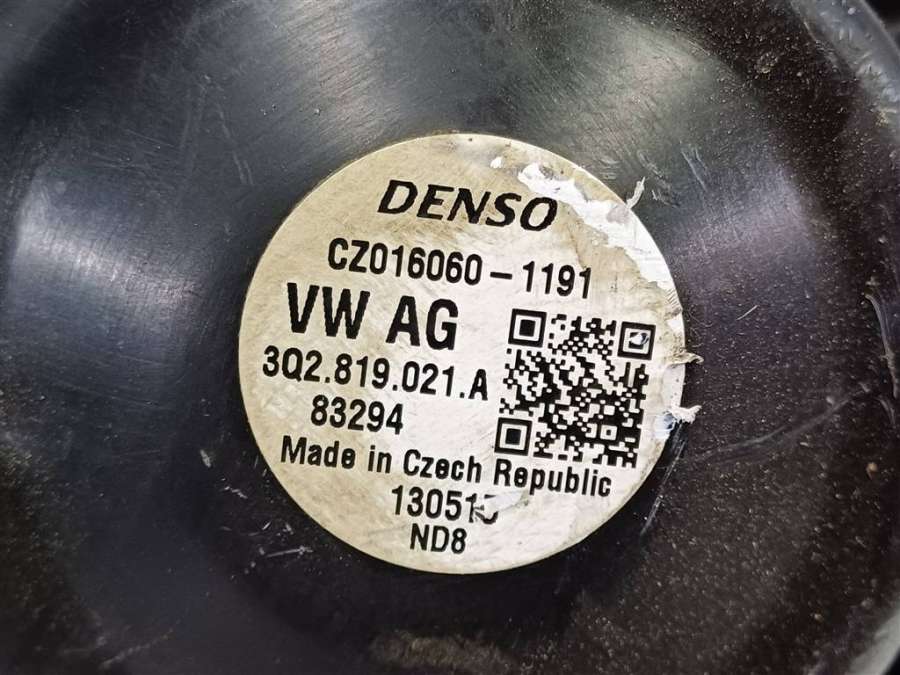 DENSO
CZ016060-1191
VW AG
3Q2.819.021.A
83294
Made in Czech Republic
ND8